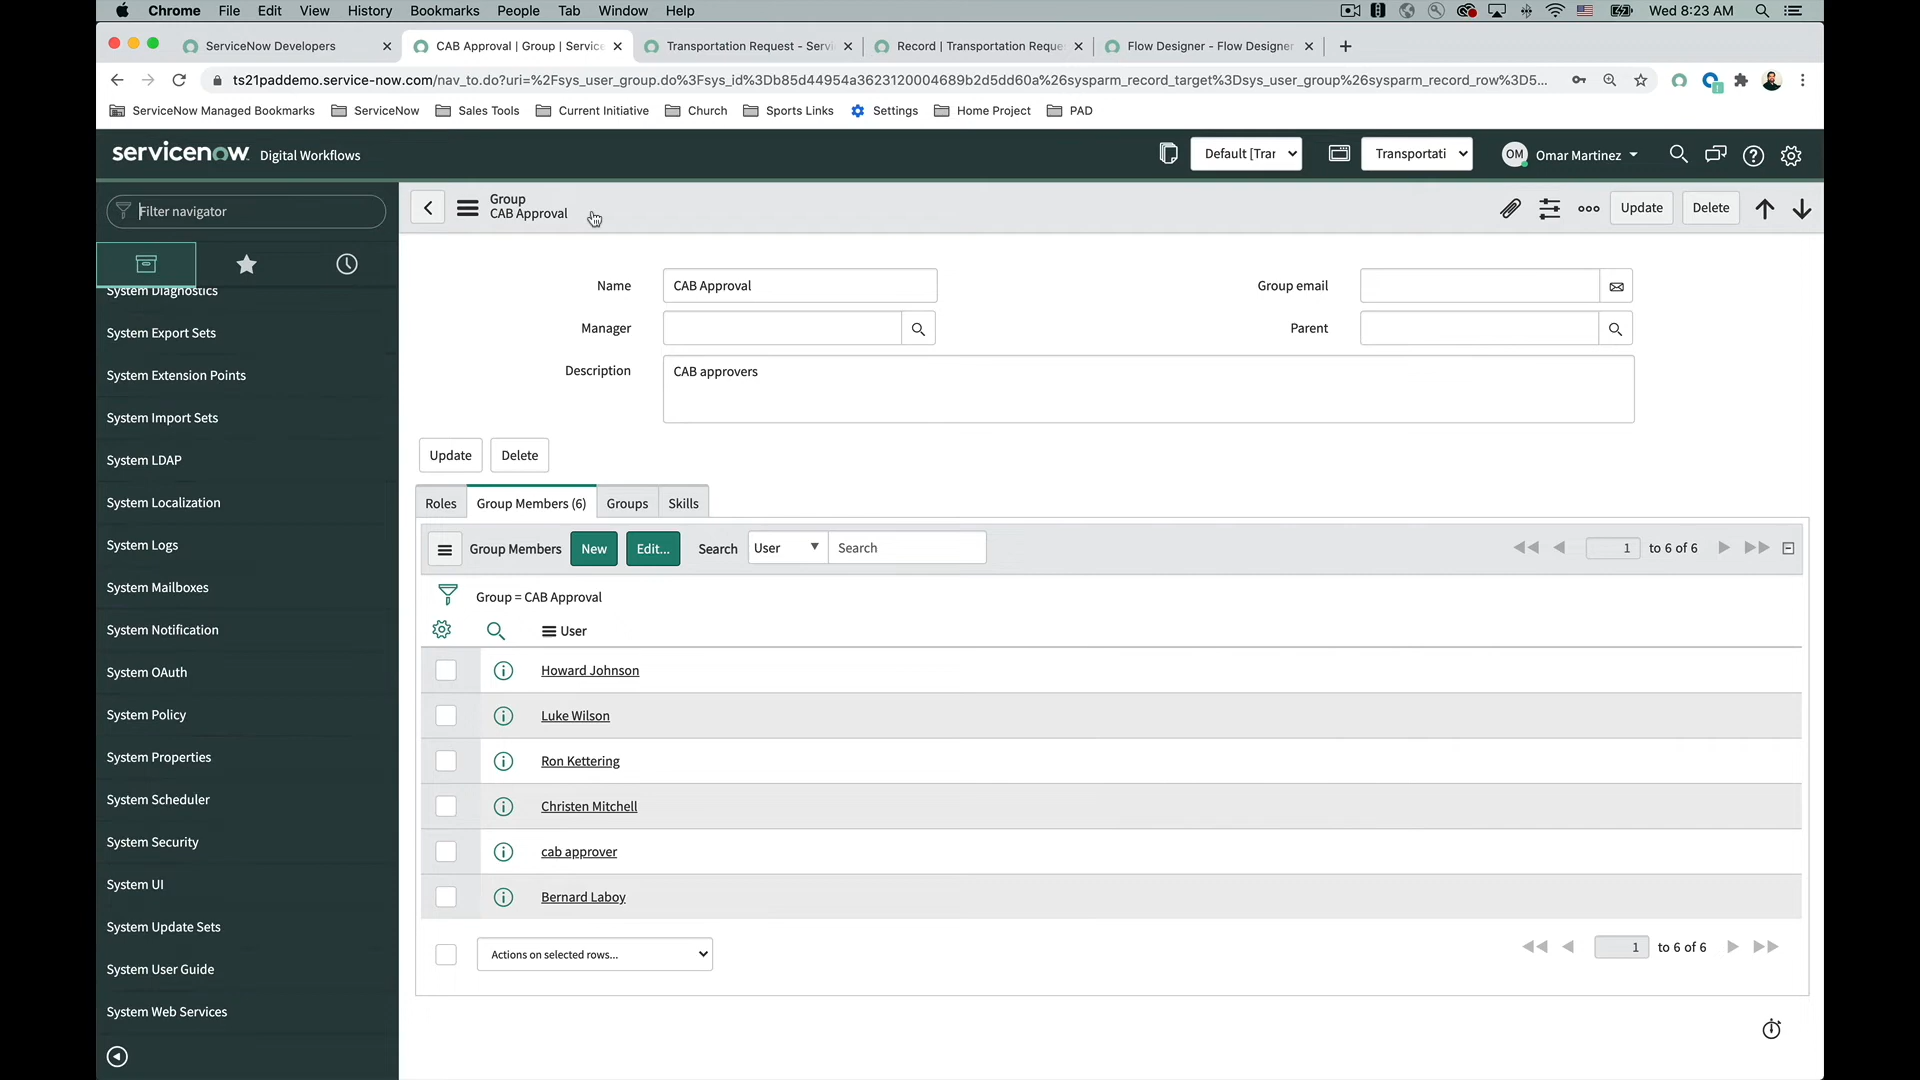 Chrome File Edit View History Bookmarks People Tab Window Help Wed 8:23 AM
ServiceNow Developers CAB Approval | Group | Service Transportation Request - Servi Record | Transportation Reque Flow Designer - Flow Designer
ts21paddemo.service-now.com/nav_to.do?uri=%2Fsys_user_group.do%3Fsys_id%3Db85d44954a3623120004689b2d5dd60a%26sysparm_record_target%3Dsys_user_group%26sysparm_record_row%3D5...
ServiceNow Managed Bookmarks ServiceNow Sales Tools Current Initiative Church Sports Links Settings Home Project PAD
servicenow Digital Workflows Default [Tran Transportati OM Omar Martinez
Filter navigator
System Diagnostics
System Export Sets
System Extension Points
System Import Sets
System LDAP
System Localization
System Logs
System Mailboxes
System Notification
System OAuth
System Policy
System Properties
System Scheduler
System Security
System UI
System Update Sets
System User Guide
System Web Services
Group
CAB Approval
Update Delete
Name CAB Approval
Group email
Manager
Parent
Description CAB approvers
Update Delete
Roles Group Members (6) Groups Skills
Group Members New Edit... Search User Search 1 to 6 of 6
Group = CAB Approval
User
Howard Johnson
Luke Wilson
Ron Kettering
Christen Mitchell
cab approver
Bernard Laboy
Actions on selected rows... 1 to 6 of 6